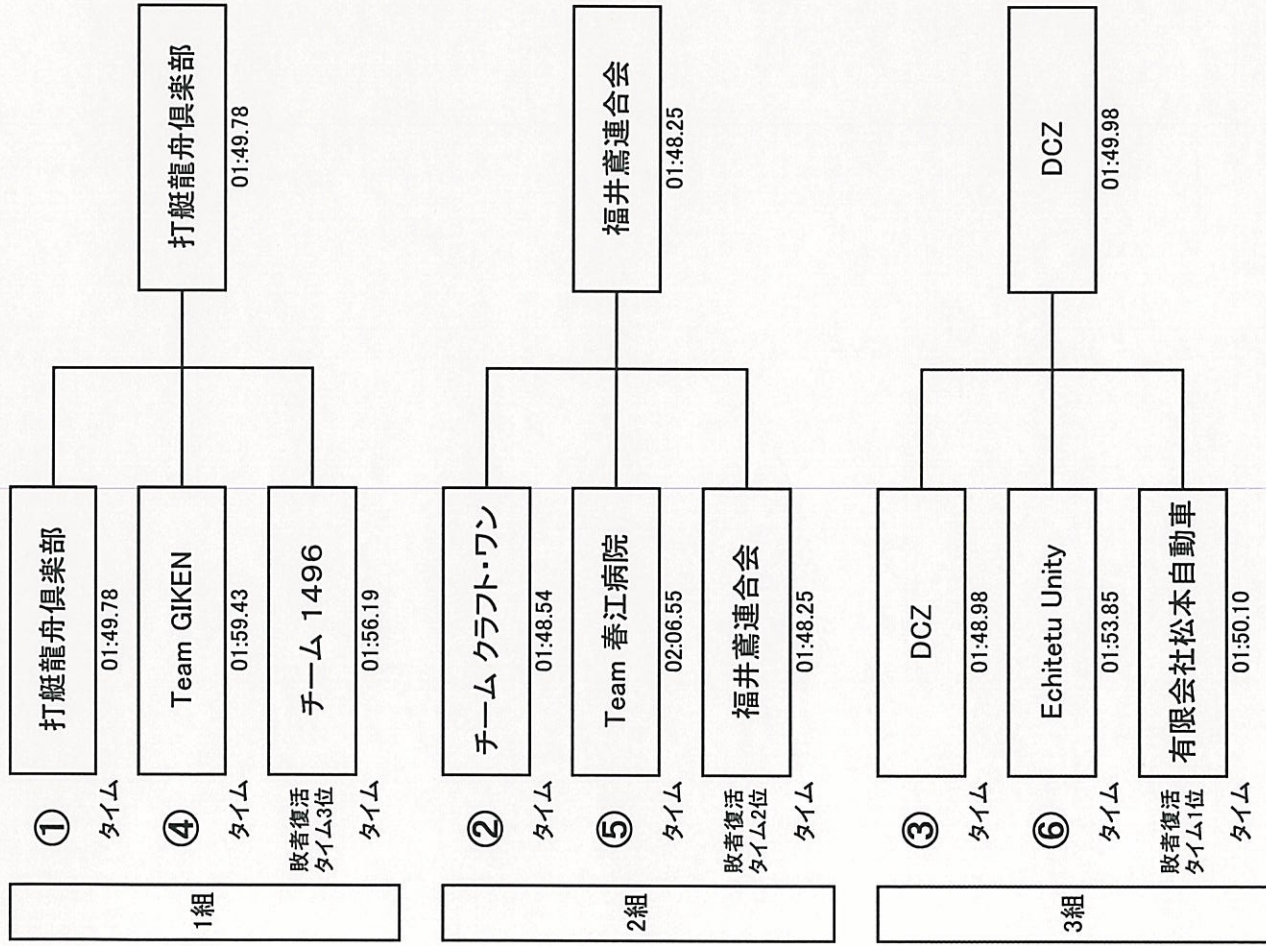 1組
①
打艇龍舟倶楽部
タイム
01:49.78
④
Team GIKEN
タイム
01:59.43
敗者復活
タイム3位
チーム 1496
タイム
01:56.19
打艇龍舟倶楽部
01:49.78
2組
②
チーム クラフト・ワン
タイム
01:48.54
⑤
Team 春江病院
タイム
02:06.55
敗者復活
タイム2位
福井鳶連合会
タイム
01:48.25
福井鳶連合会
01:48.25
3組
③
DCZ
タイム
01:48.98
⑥
Echitetu Unity
タイム
01:53.85
敗者復活
タイム1位
有限会社松本自動車
タイム
01:50.10
DCZ
01:49.98